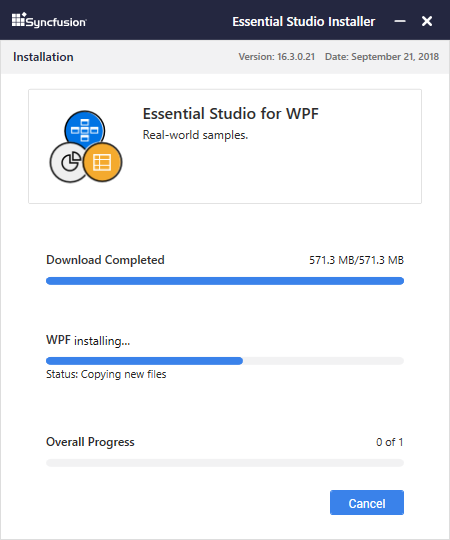 Syncfusion Essential Studio Installer
Installation Version: 16.3.0.21 Date: September 21, 2018
Essential Studio for WPF
Real-world samples.
Download Completed 571.3 MB/571.3 MB
WPF installing...
Status: Copying new files
Overall Progress 0 of 1
Cancel